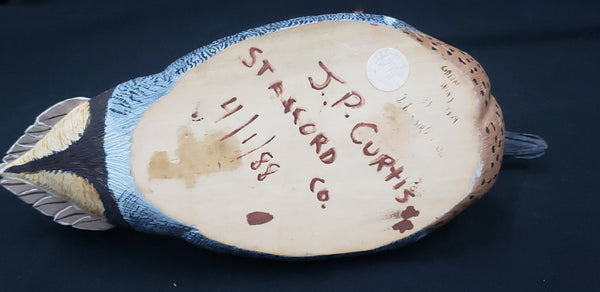 J.P. CURTIS
STAFFORD CO.
4/1/88